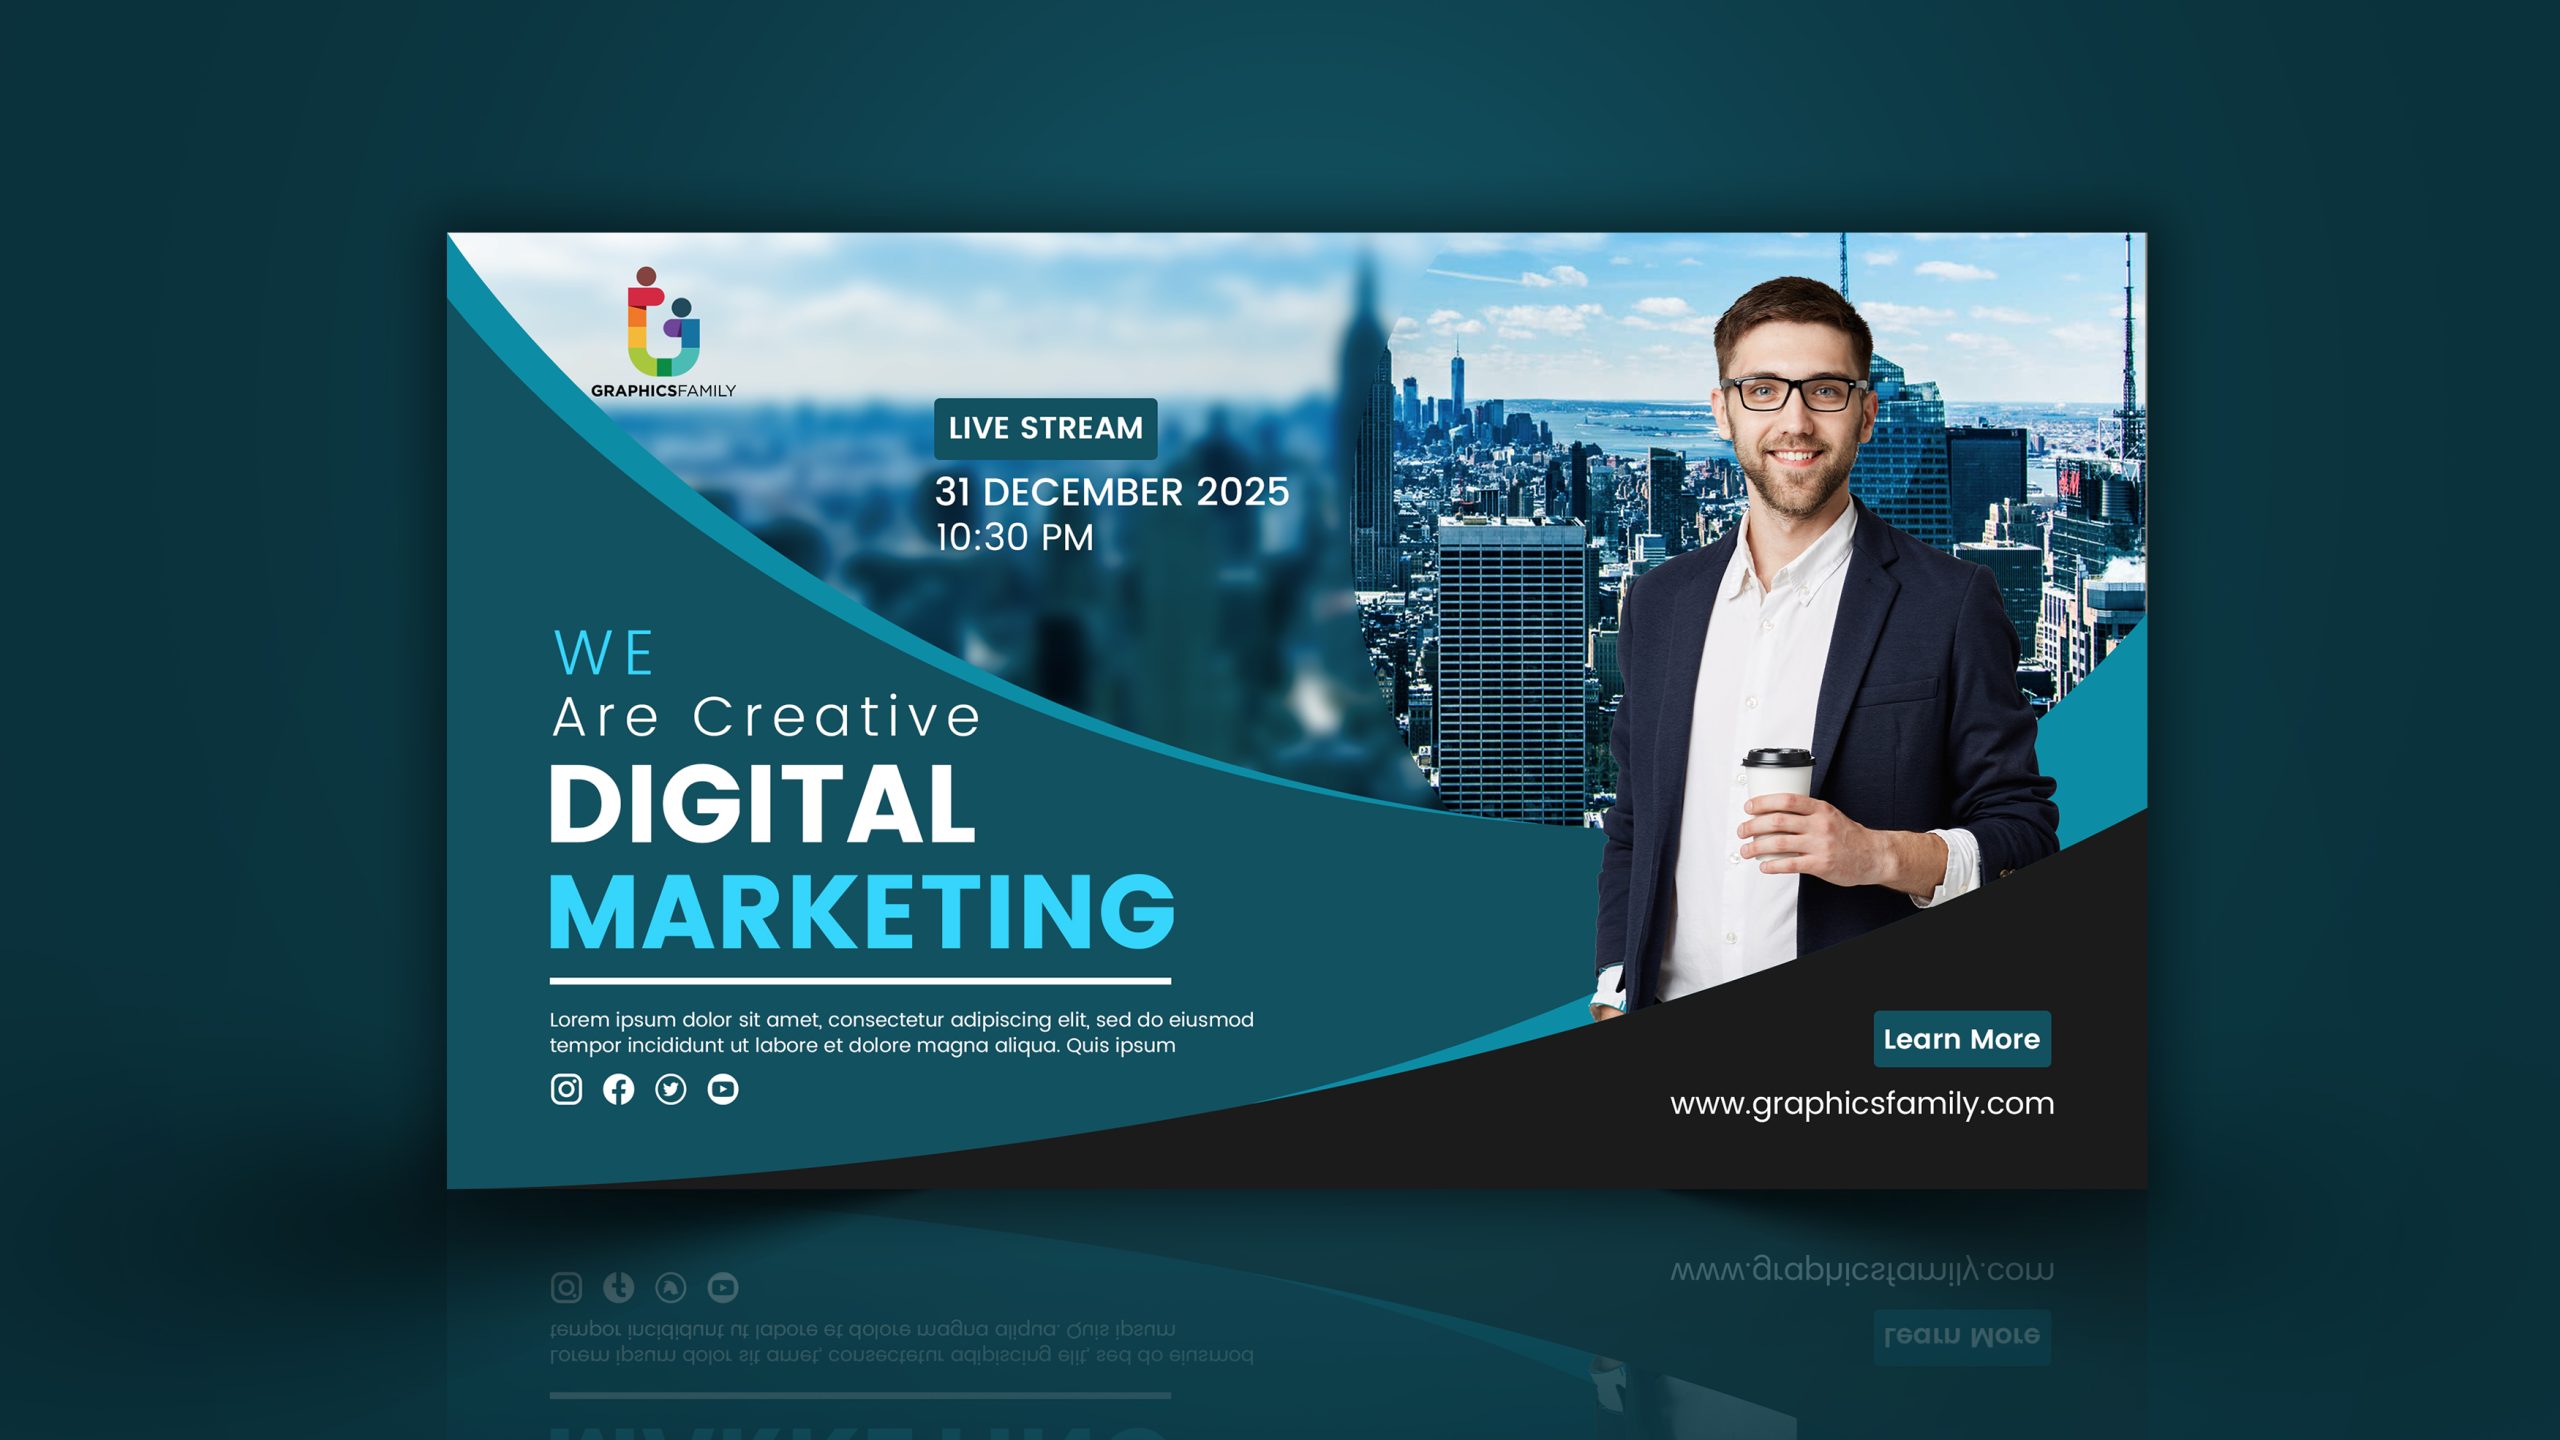 GRAPHICSFAMILY
LIVE STREAM
31 DECEMBER 2025
10:30 PM
WE
Are Creative
DIGITAL
MARKETING
Lorem ipsum dolor sit amet, consectetur adipiscing elit, sed do eiusmod
tempor incididunt ut labore et dolore magna aliqua. Quis ipsum
Learn More
www.graphicsfamily.com
H&M